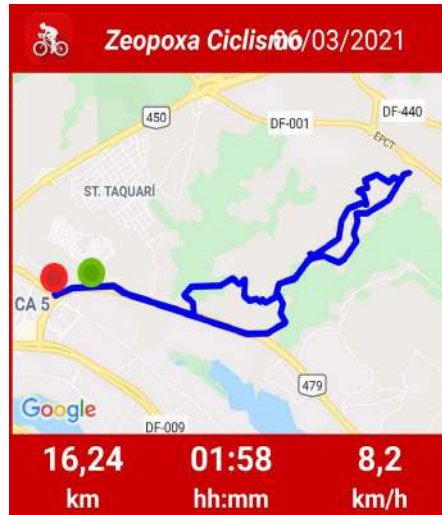 Zeopoxa Ciclismo 06/03/2021
450
DF-001
DF-440
EPCT
ST. TAQUARÍ
CA 5
479
Google
DF-009
16,24 01:58 8,2
km hh:mm km/h